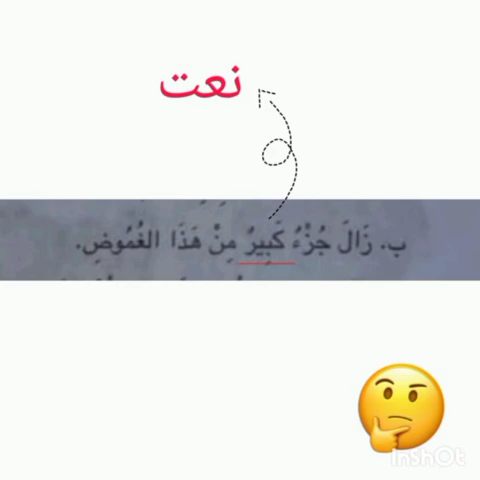 نعت
ب. زَالَ جُزْءُ كَبِيرُ مِنْ هَذَا الغُمُوضِ.
InShOt